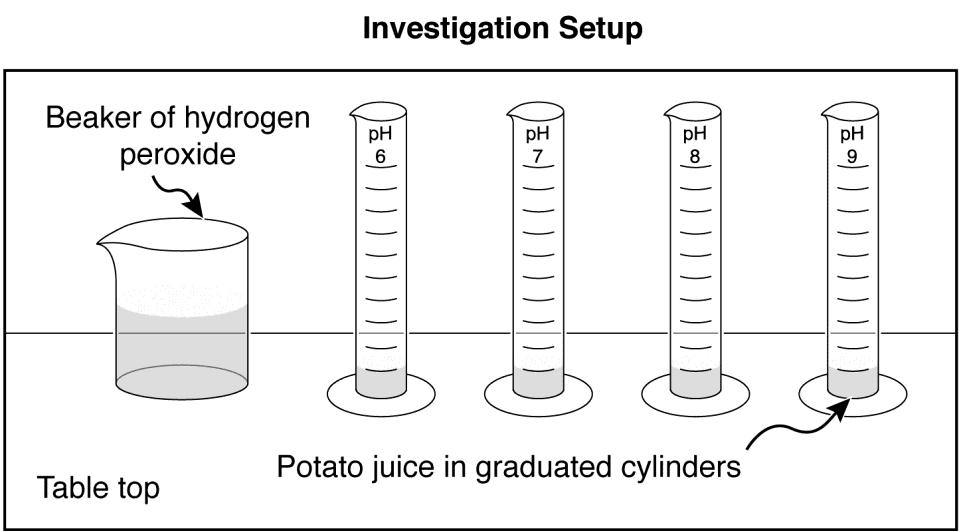 Investigation Setup
Beaker of hydrogen
peroxide
pH
6
pH
7
pH
8
pH
9
Potato juice in graduated cylinders
Table top